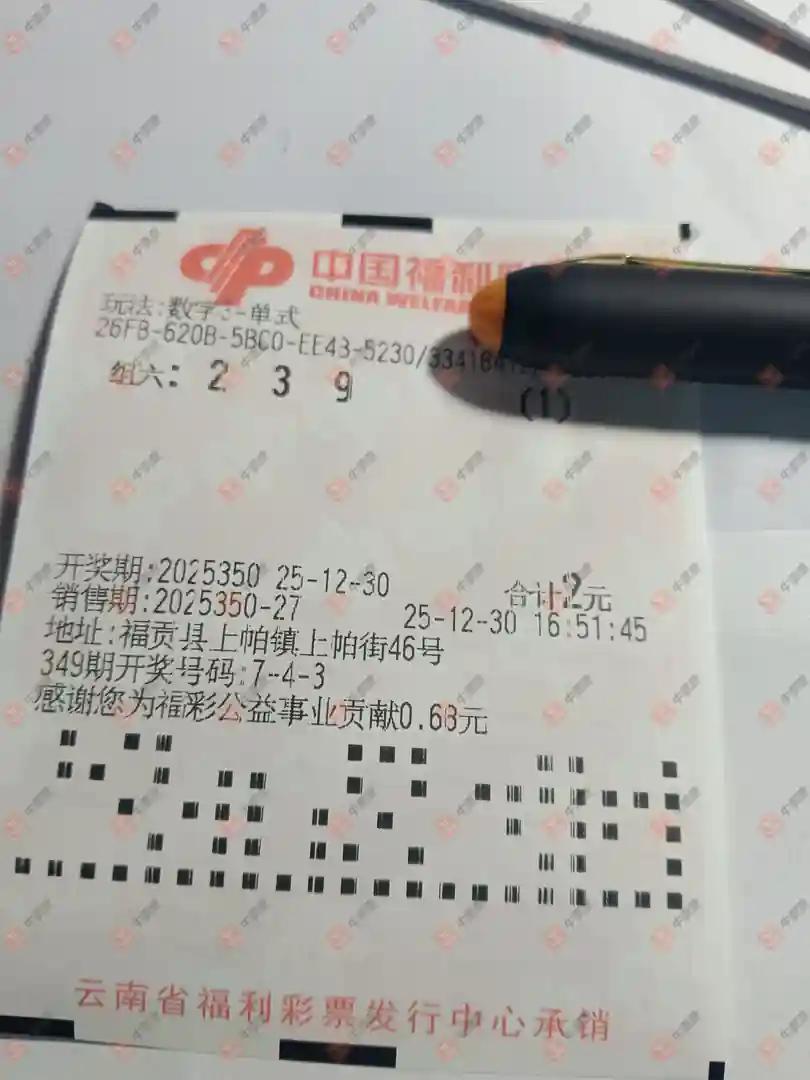 中国福利
CHINA WELFA
玩法:数字3-单式
26FB-620B-5BC0-EE43-5230/334184
组六: 2 3 9 (1)
开奖期:2025350 25-12-30 合计2元
销售期:2025350-27 25-12-30 16:51:45
地址:福贡县上帕镇上帕街46号
349期开奖号码:7-4-3
感谢您为福彩公益事业贡献0.68元
云南省福利彩票发行中心承销